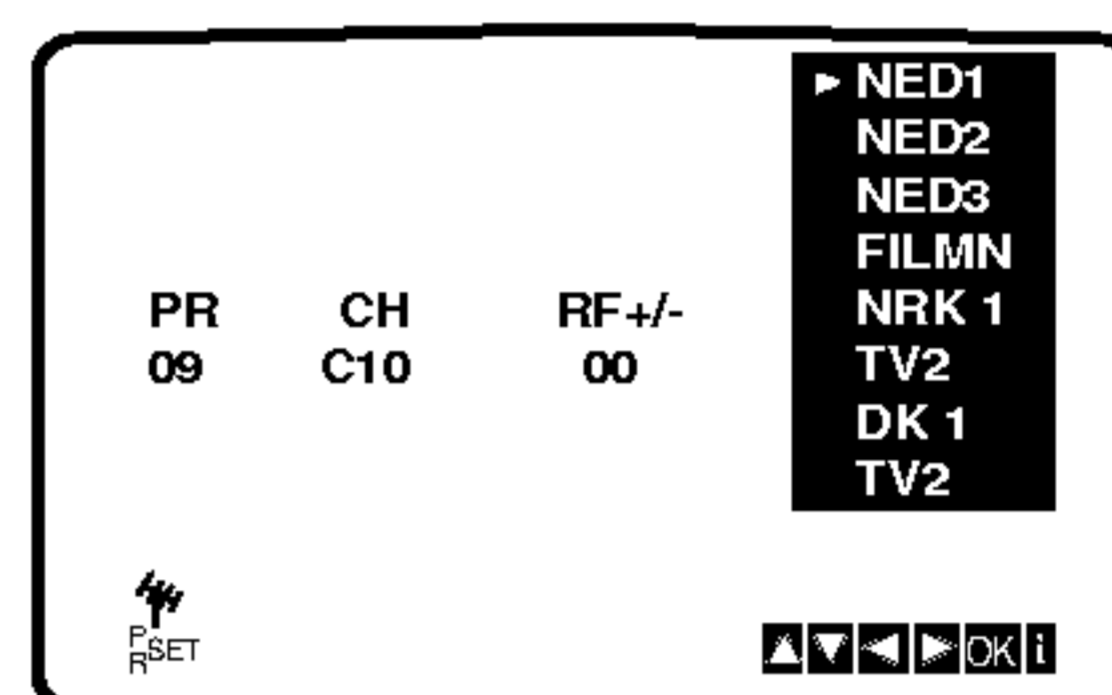 NED1
NED2
NED3
FILMN
PR CH RF+/- NRK 1
09 C10 00 TV2
DK 1
TV2
PR SET
OK i